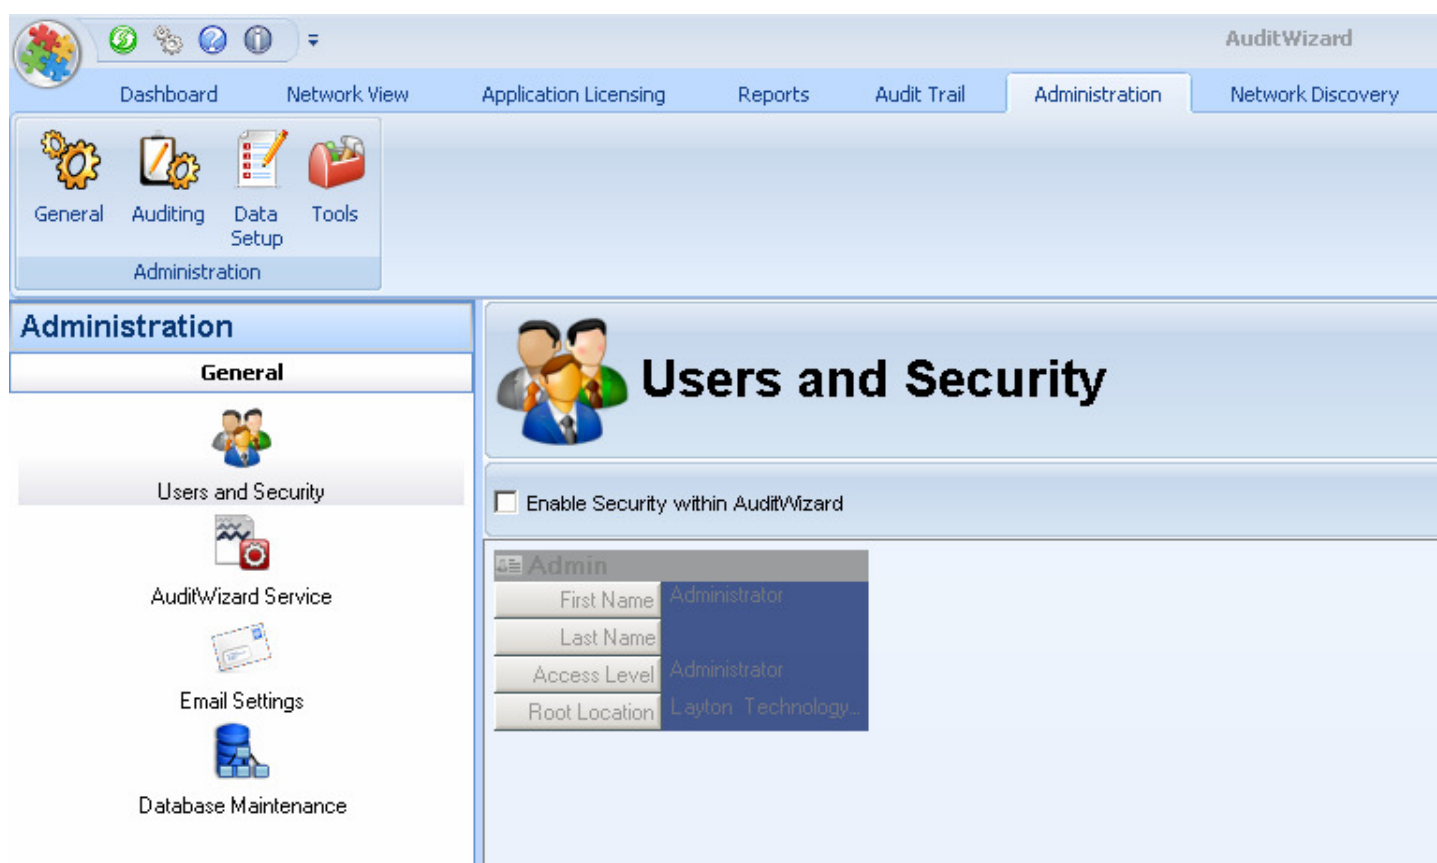 AuditWizard
Dashboard Network View Application Licensing Reports Audit Trail Administration Network Discovery
General Auditing Data Setup Tools
Administration
Administration
General
Users and Security
AuditWizard Service
Email Settings
Database Maintenance
Users and Security
Enable Security within AuditWizard
Admin
First Name Administrator
Last Name
Access Level Administrator
Root Location Layton Technology...